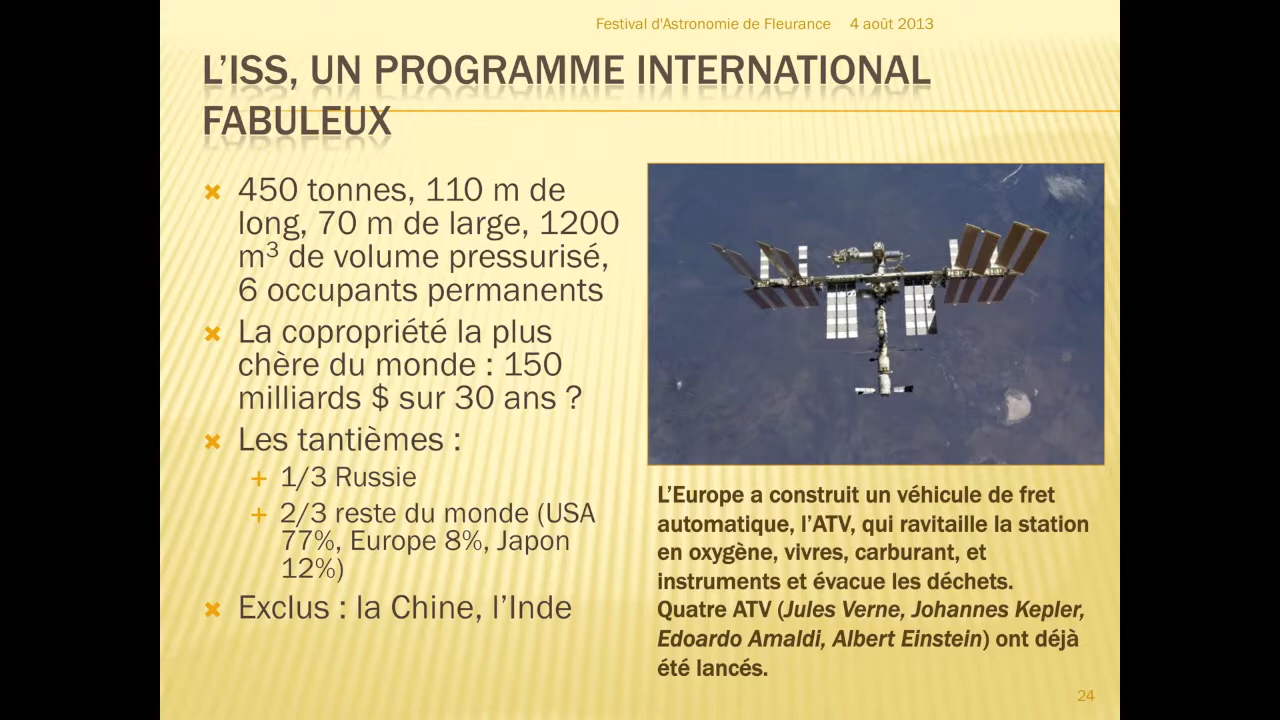 Festival d'Astronomie de Fleurance 4 août 2013
L'ISS, UN PROGRAMME INTERNATIONAL
FABULEUX
450 tonnes, 110 m de
long, 70 m de large, 1200
m³ de volume pressurisé,
6 occupants permanents
La copropriété la plus
chère du monde : 150
milliards $ sur 30 ans ?
Les tantièmes :
1/3 Russie
2/3 reste du monde (USA
77%, Europe 8%, Japon
12%)
Exclus : la Chine, l'Inde
L'Europe a construit un véhicule de fret
automatique, l'ATV, qui ravitaille la station
en oxygène, vivres, carburant, et
instruments et évacue les déchets.
Quatre ATV (Jules Verne, Johannes Kepler,
Edoardo Amaldi, Albert Einstein) ont déjà
été lancés.
24